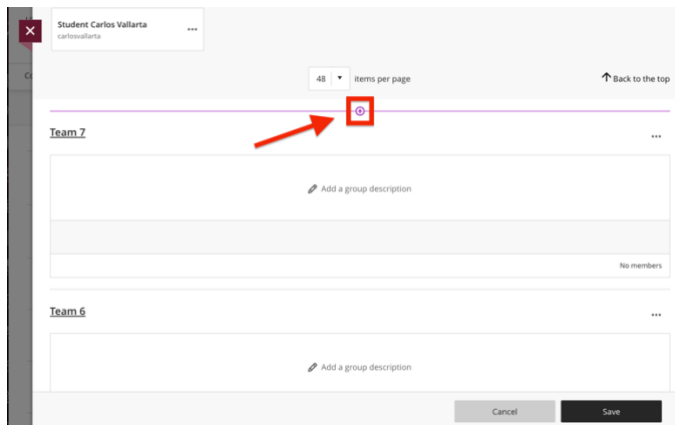 Student Carlos Vallarta
carlosvallarta
48 items per page
Back to the top
Team 7
Add a group description
No members
Team 6
Add a group description
Cancel Save